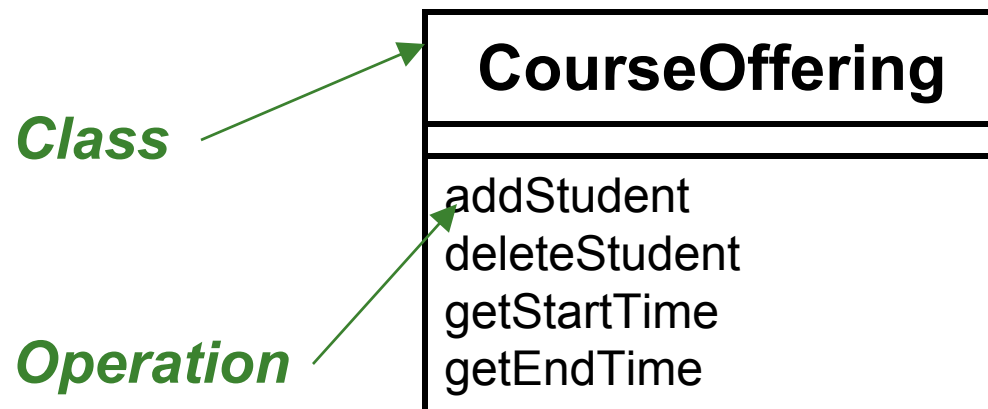 CourseOffering
Class
addStudent
deleteStudent
getStartTime
Operation
getEndTime